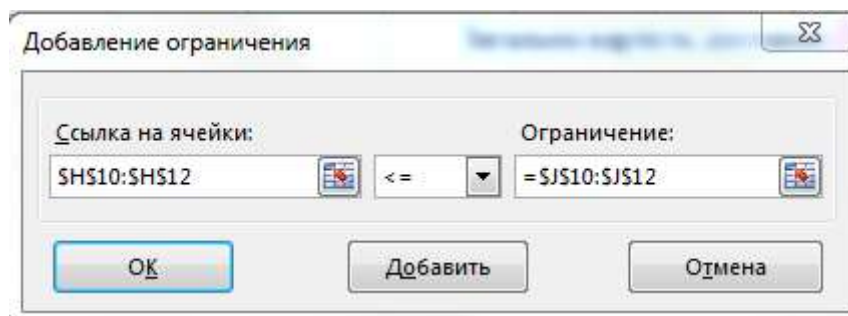 Добавление ограничения
Ссылка на ячейки:
Ограничение:
$H$10:$H$12
<=
=$J$10:$J$12
OK
Добавить
Отмена